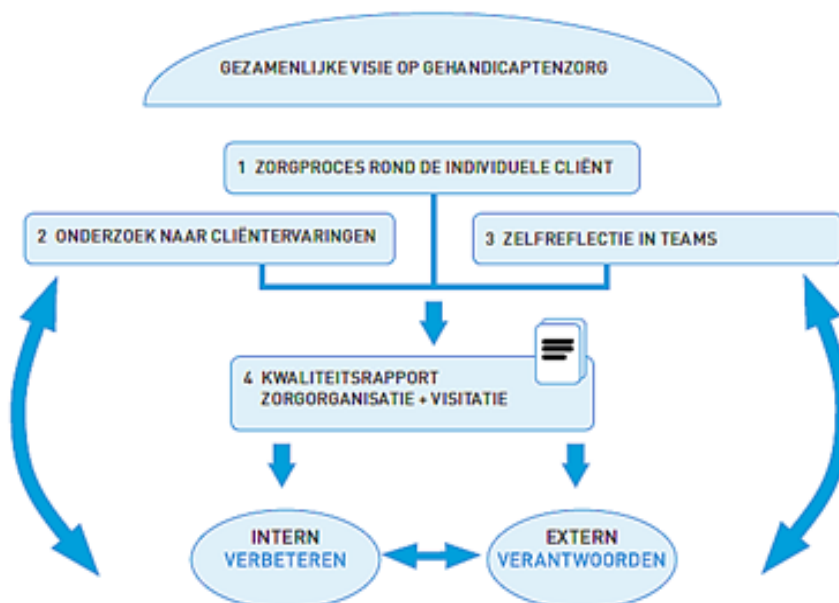 GEZAMENLIJKE VISIE OP GEHANDICAPTENZORG
1 ZORGPROCES ROND DE INDIVIDUELE CLIËNT
2 ONDERZOEK NAAR CLIËNTERVARINGEN
3 ZELFREFLECTIE IN TEAMS
4 KWALITEITSRAPPORT
ZORGORGANISATIE + VISITATIE
INTERN
VERBETEREN
EXTERN
VERANTWOORDEN